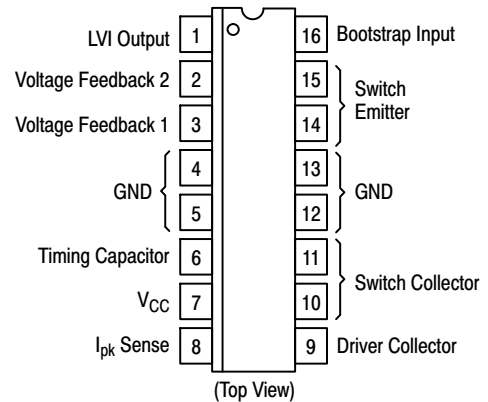 LVI Output 1 16 Bootstrap Input
Voltage Feedback 2 2 15 Switch
Emitter
Voltage Feedback 1 3 14
GND 4 13 GND
5 12
Timing Capacitor 6 11
Switch Collector
VCC 7 10
Ipk Sense 8 9 Driver Collector
(Top View)